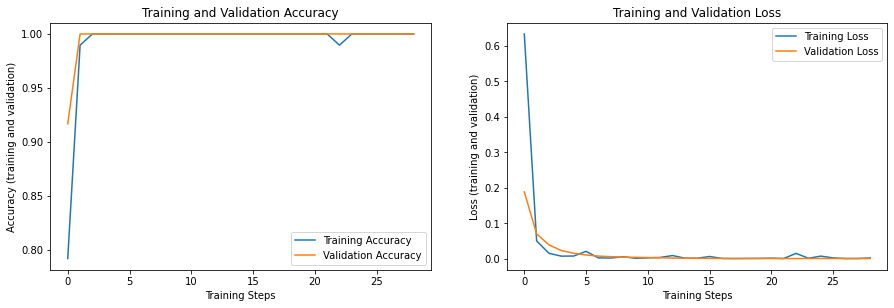 Training and Validation Accuracy
Accuracy (training and validation)
1.00
0.95
0.90
0.85
0.80
0
5
10
15
20
25
Training Steps
Training Accuracy
Validation Accuracy
Training and Validation Loss
Loss (training and validation)
0.6
0.5
0.4
0.3
0.2
0.1
0.0
0
5
10
15
20
25
Training Steps
Training Loss
Validation Loss